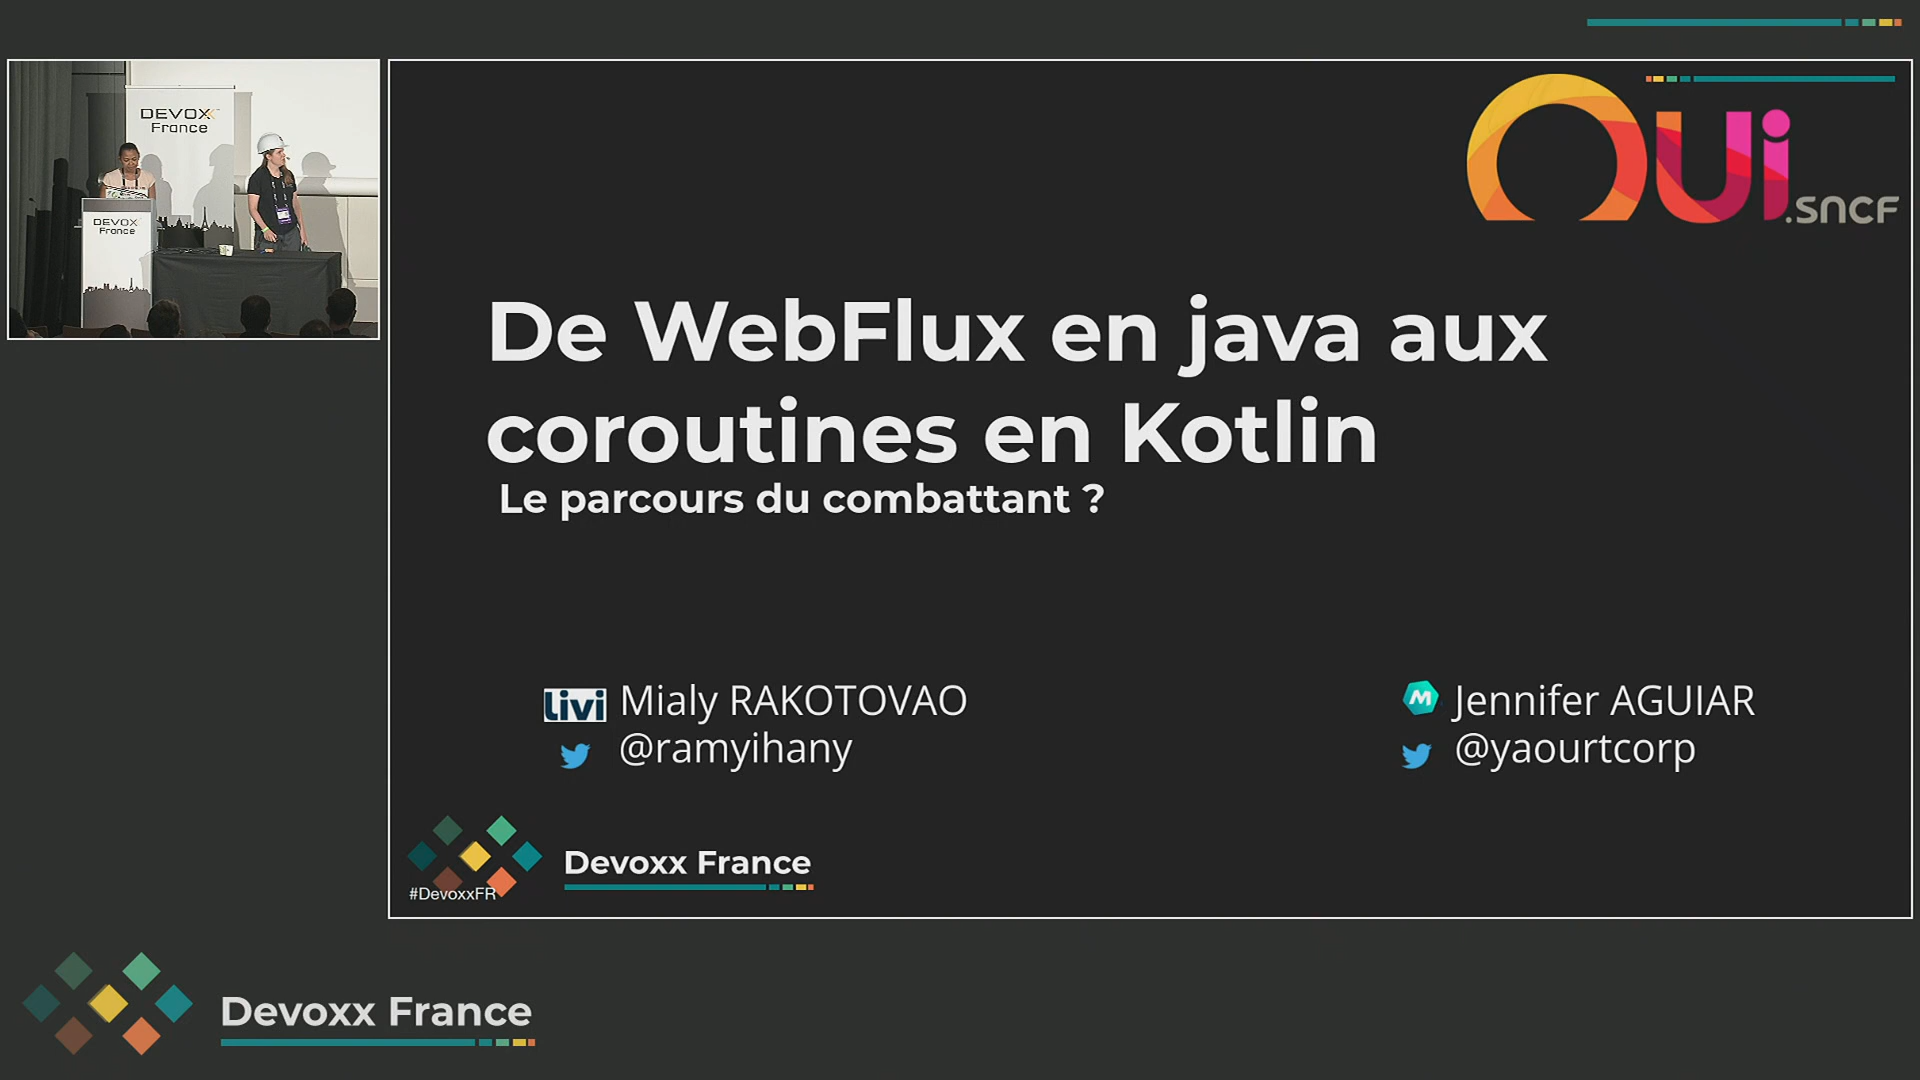 DEVOXX
France
DEVOXX
France
OUi.sncf
De WebFlux en java aux
coroutines en Kotlin
Le parcours du combattant ?
Livi Mialy RAKOTOVAO
@ramyihany
M Jennifer AGUIAR
@yaourtcorp
#DevoxxFR
Devoxx France
Devoxx France